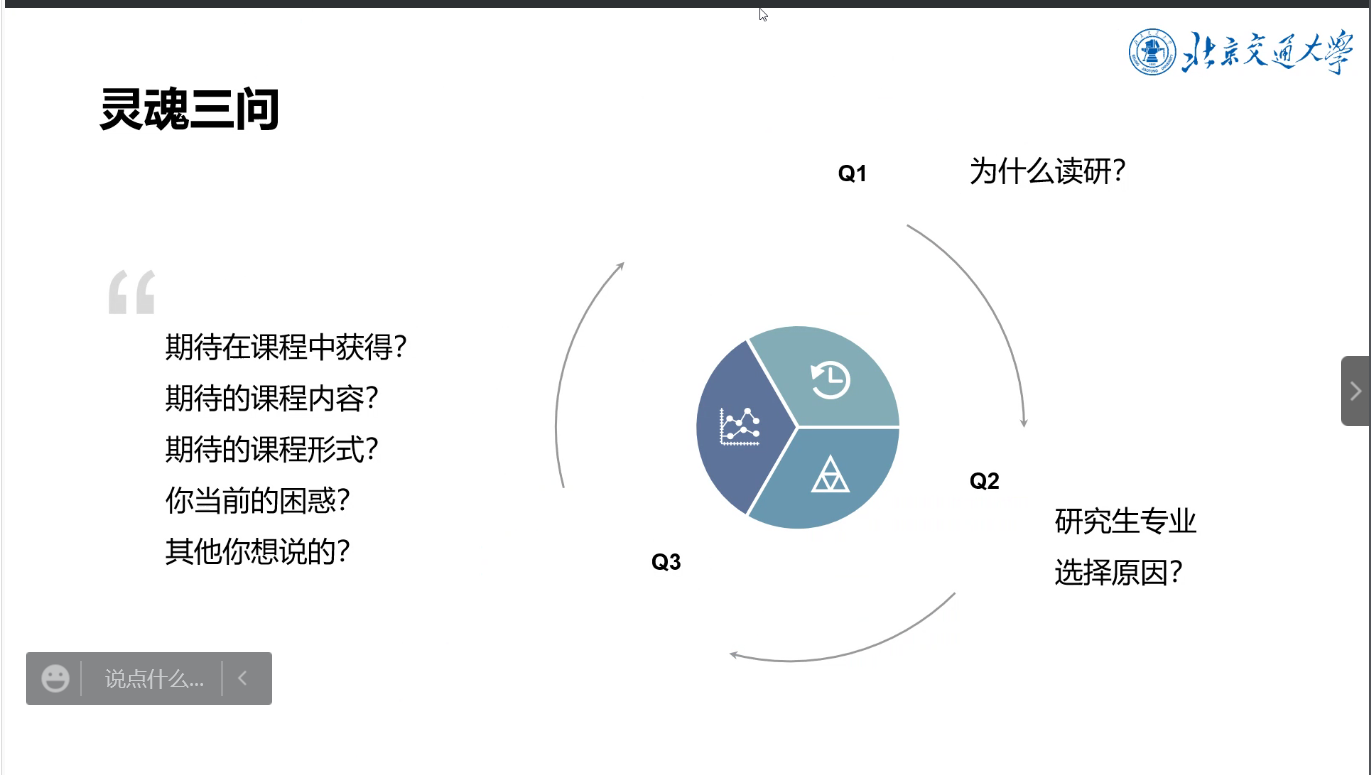 北京交通大学
灵魂三问
Q1
为什么读研?
期待在课程中获得?
期待的课程内容?
期待的课程形式?
你当前的困惑?
其他你想说的?
Q2
研究生专业
选择原因?
Q3
说点什么...